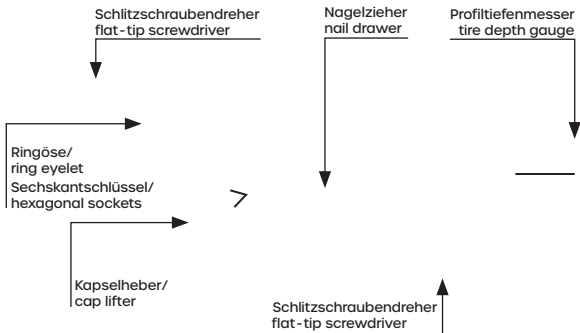 Schlitzschraubendreher
flat-tip screwdriver
Nagelzieher
nail drawer
Profiltiefenmesser
tire depth gauge
Ringöse/
ring eyelet
Sechskantschlüssel/
hexagonal sockets
Kapselheber/
cap lifter
Schlitzschraubendreher
flat-tip screwdriver